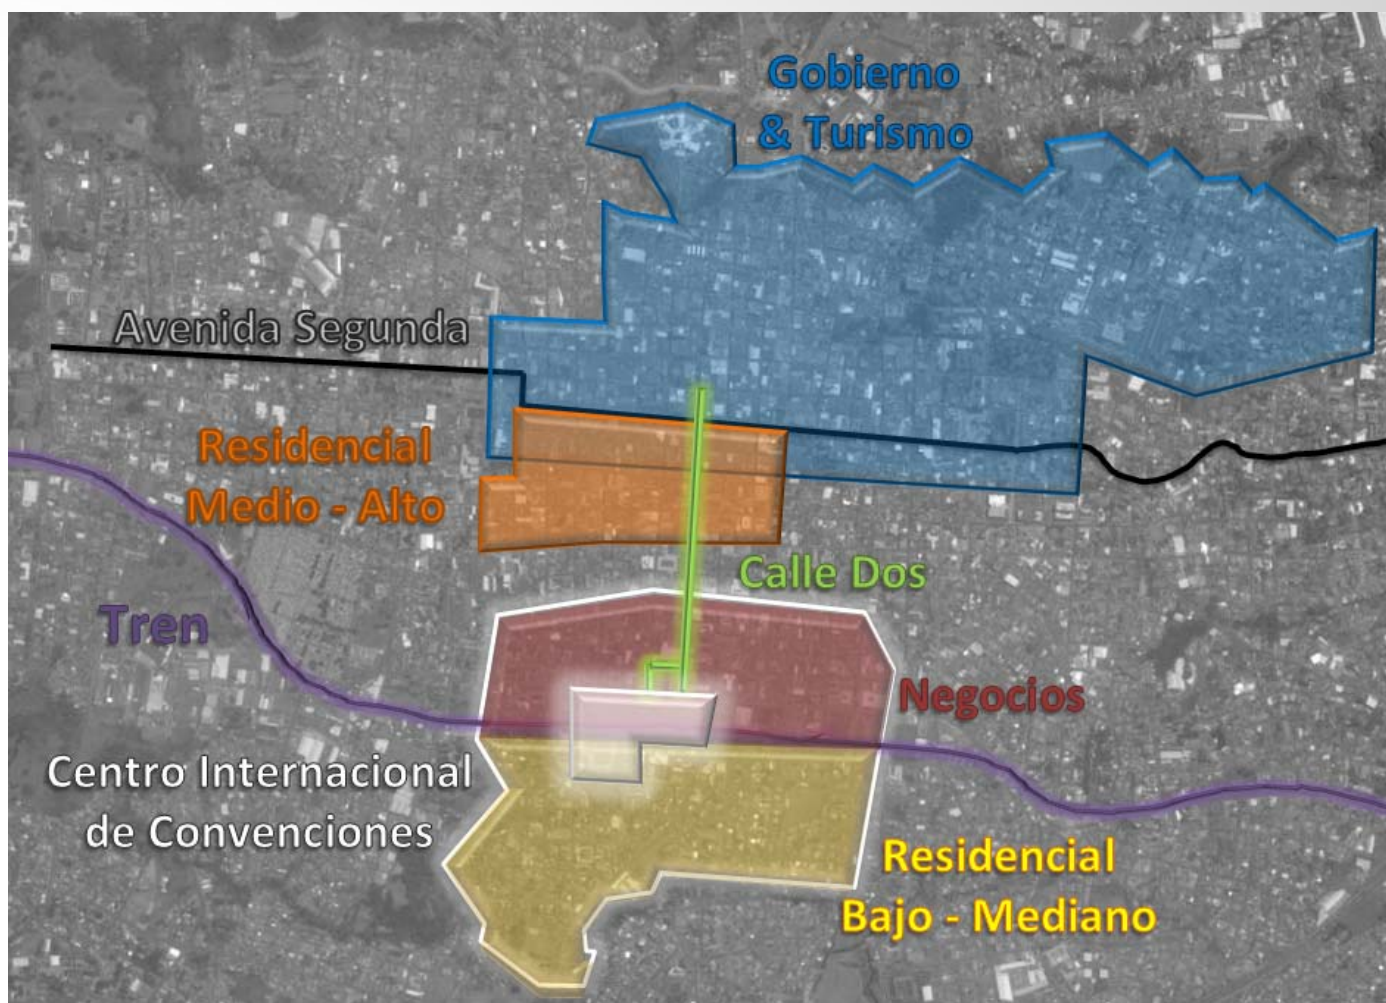 Gobierno
& Turismo
Avenida Segunda
Residencial
Medio - Alto
Calle Dos
Tren
Negocios
Centro Internacional
de Convenciones
Residencial
Bajo - Mediano